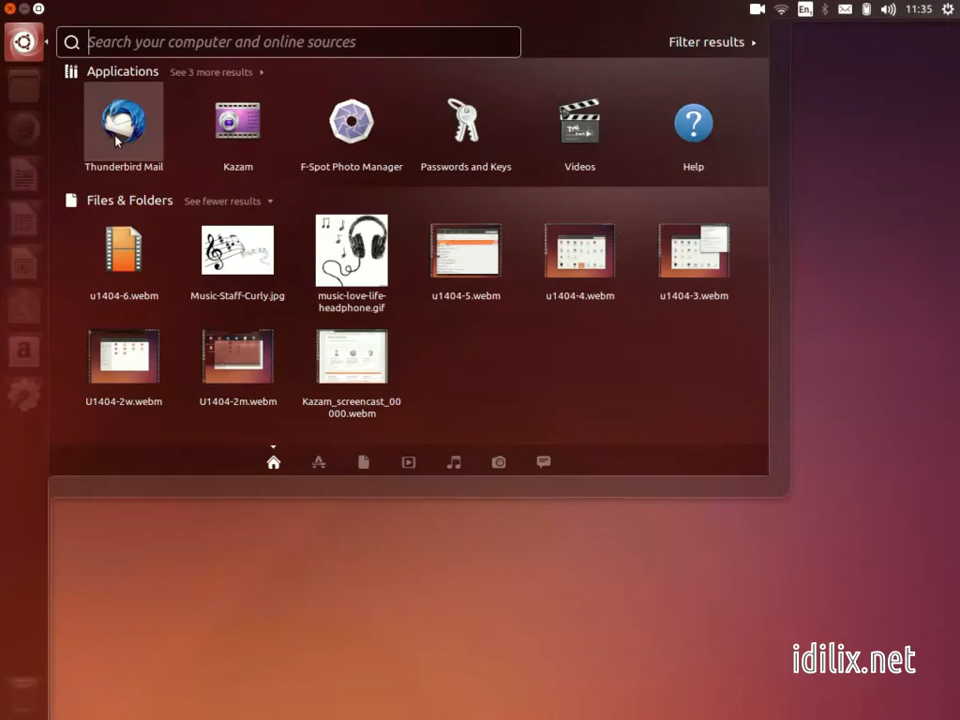 En
11:35
Search your computer and online sources
Filter results
Applications
See 3 more results
Thunderbird Mail
Kazam
F-Spot Photo Manager
Passwords and Keys
Videos
Help
Files & Folders
See fewer results
u1404-6.webm
Music-Staff-Curly.jpg
music-love-life-
headphone.gif
u1404-5.webm
u1404-4.webm
u1404-3.webm
U1404-2w.webm
U1404-2m.webm
Kazam_screencast_00
000.webm
idilix.net